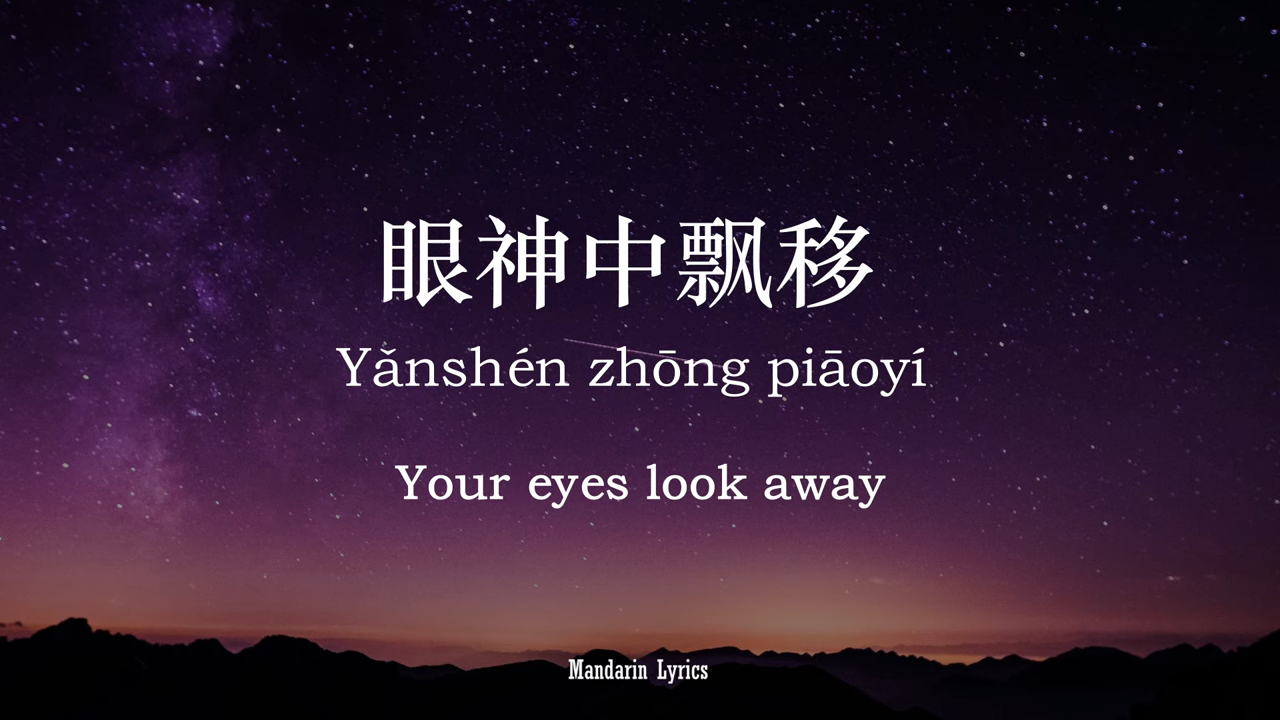 眼神中飘移
Yǎnshén zhōng piāoyí
Your eyes look away
Mandarin Lyrics